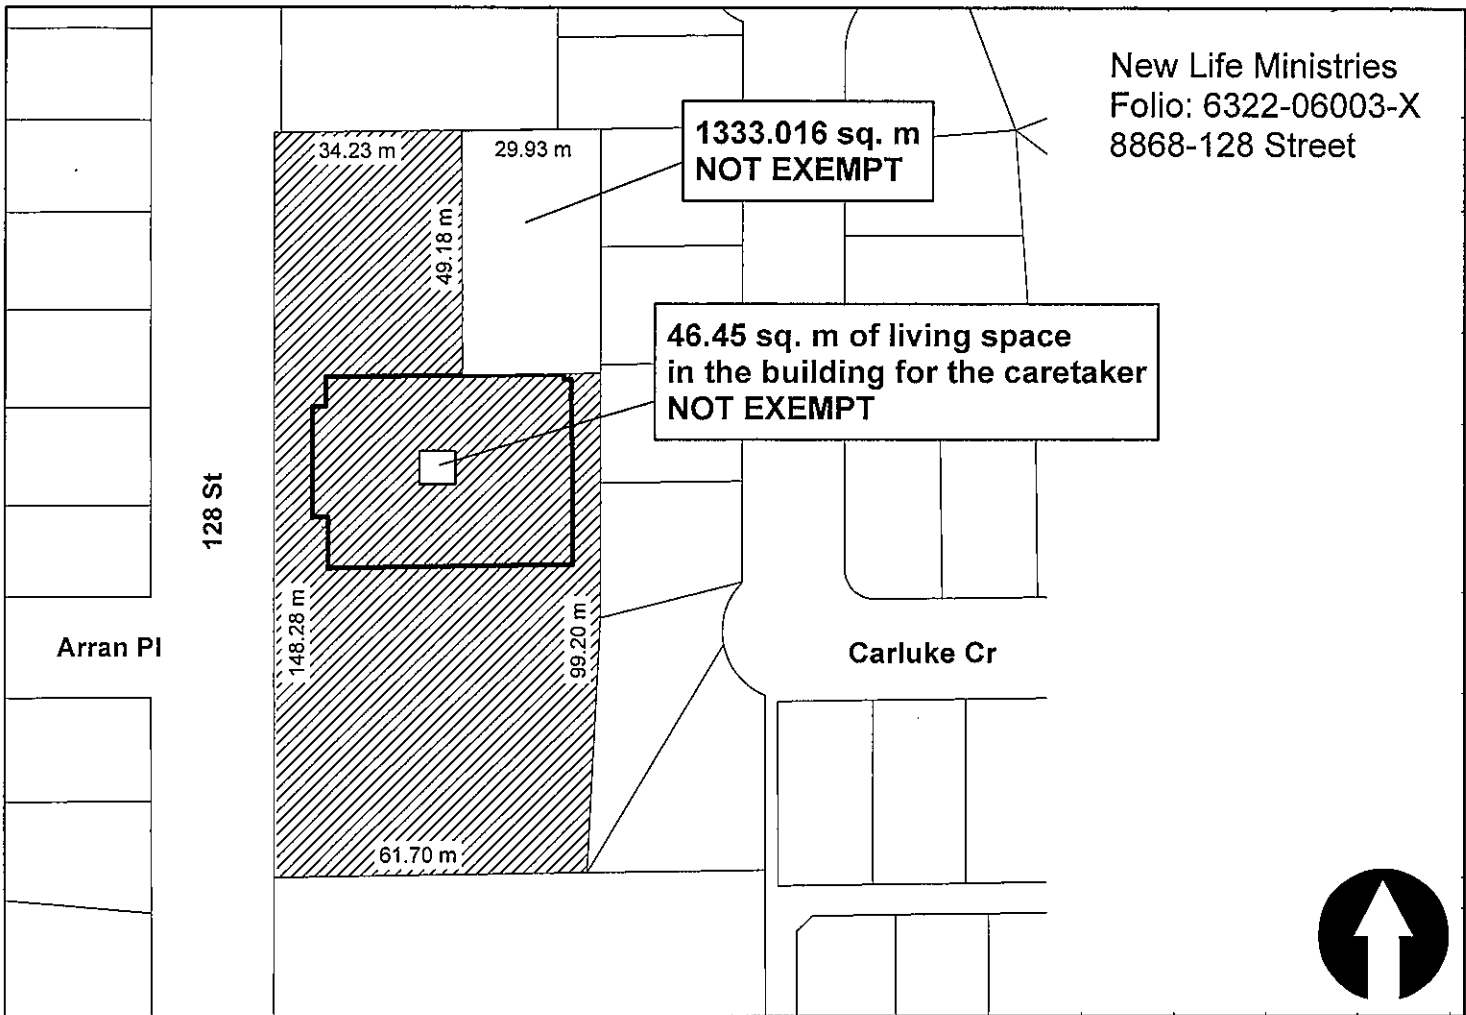 New Life Ministries
Folio: 6322-06003-X
8868-128 Street
1333.016 sq. m
NOT EXEMPT
34.23 m
29.93 m
49.18 m
46.45 sq. m of living space
in the building for the caretaker
NOT EXEMPT
128 St
148.28 m
99.20 m
Arran Pl
Carluke Cr
61.70 m